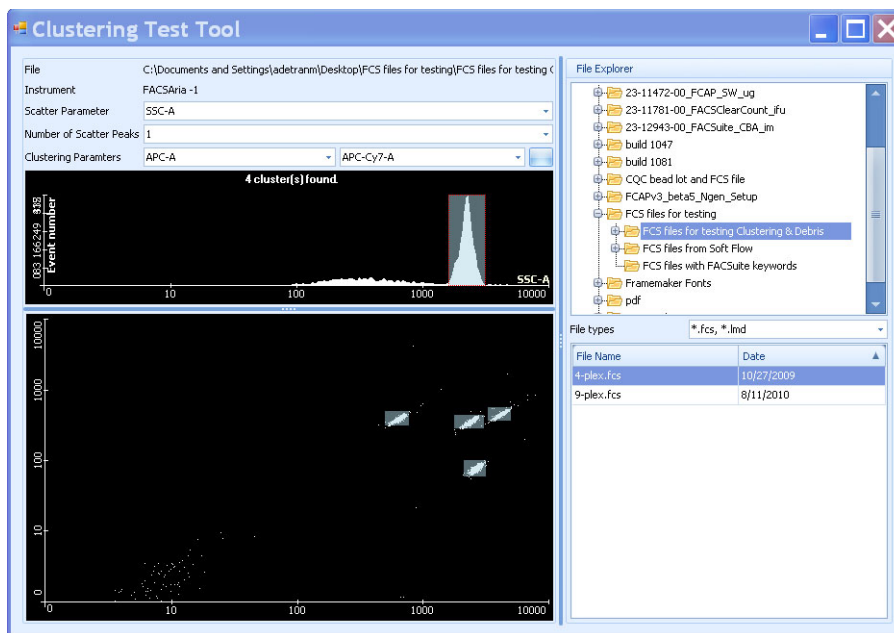 Clustering Test Tool
File C:\Documents and Settings\adetranm\Desktop\FCS files for testing\FCS files for testing C
Instrument FACSAria -1
Scatter Parameter SSC-A
Number of Scatter Peaks 1
Clustering Paramters APC-A APC-Cy7-A
4 cluster(s) found.
Event number
083 166 249
SSC-A
0 10 100 1000 10000
10000
1000
100
10
0
0 10 100 1000 10000
File Explorer
23-11472-00_FCAP_SW_ug
23-11781-00_FACSClearCount_ifu
23-12943-00_FACSuite_CBA_im
build 1047
build 1081
CQC bead lot and FCS file
FCAPv3_beta5_Ngen_Setup
FCS files for testing
FCS files for testing Clustering & Debris
FCS files from Soft Flow
FCS files with FACSuite keywords
Framemaker Fonts
pdf
File types *.fcs, *.lmd
File Name Date
4-plex.fcs 10/27/2009
9-plex.fcs 8/11/2010